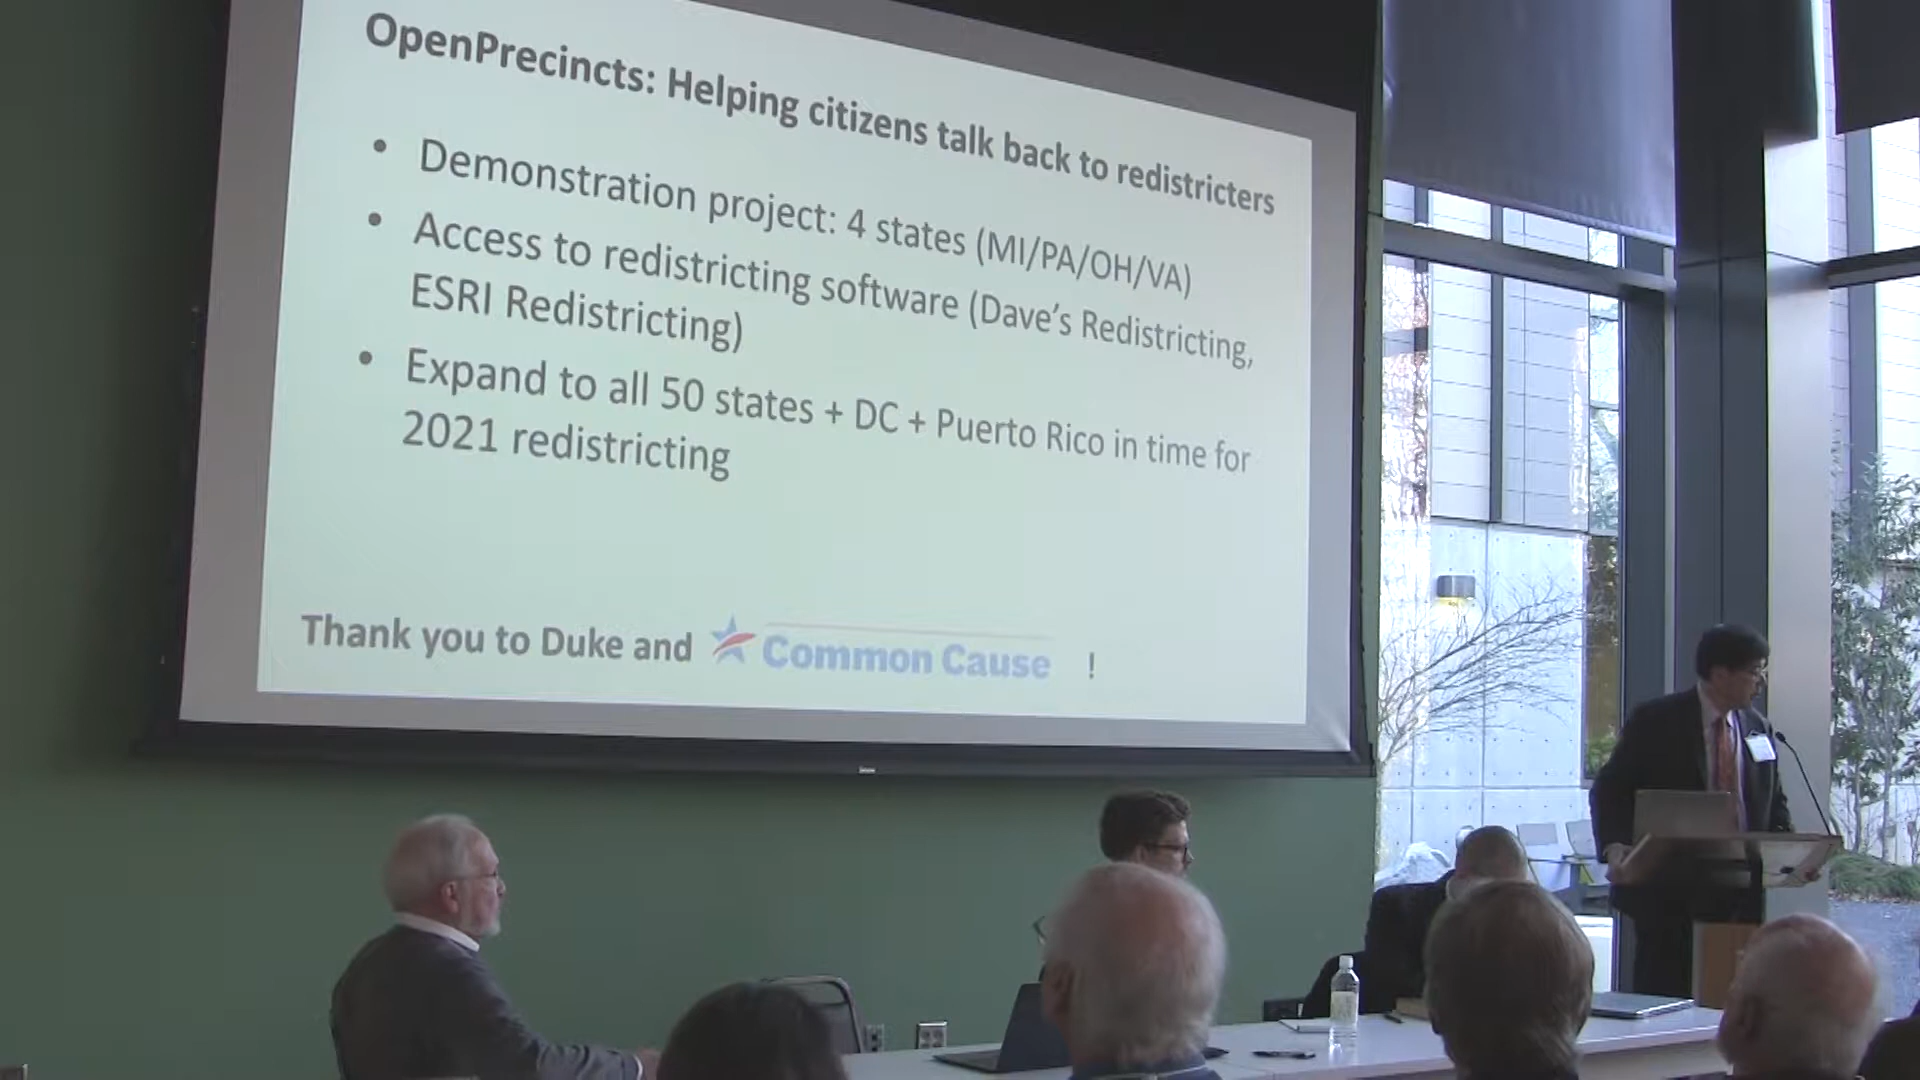 OpenPrecincts: Helping citizens talk back to redistricters
• Demonstration project: 4 states (MI/PA/OH/VA)
• Access to redistricting software (Dave's Redistricting,
ESRI Redistricting)
• Expand to all 50 states + DC + Puerto Rico in time for
2021 redistricting
Thank you to Duke and Common Cause !